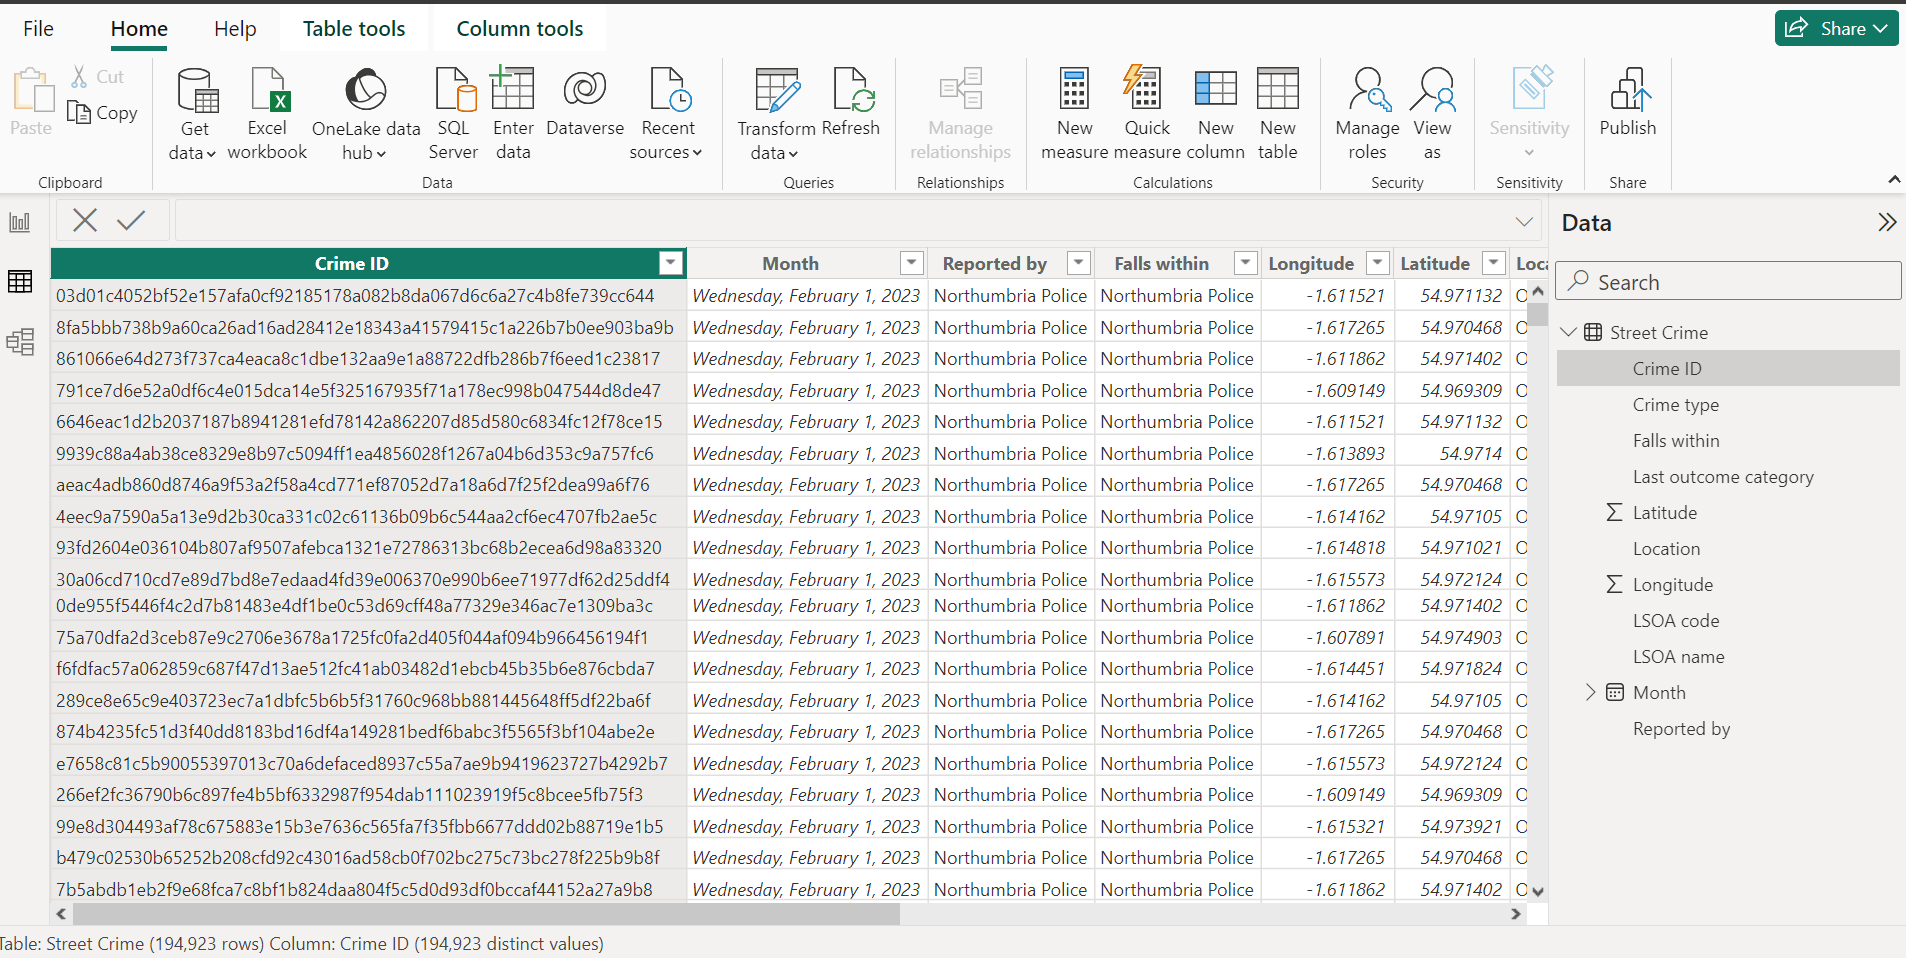 File Home Help Table tools Column tools Share
Paste Cut Copy
Clipboard
Get data Excel workbook OneLake data hub SQL Server Enter data Dataverse Recent sources
Data
Transform data Refresh
Queries
Manage relationships
Relationships
New measure Quick measure New column New table
Calculations
Manage roles View as
Security
Sensitivity
Sensitivity
Publish
Share
Crime ID Month Reported by Falls within Longitude Latitude Loca
03d01c4052bf52e157afa0cf92185178a082b8da067d6c6a27c4b8fe739cc644 Wednesday, February 1, 2023 Northumbria Police Northumbria Police -1.611521 54.971132 O
8fa5bbb738b9a60ca26ad16ad28412e18343a41579415c1a226b7b0ee903ba9b Wednesday, February 1, 2023 Northumbria Police Northumbria Police -1.617265 54.970468 O
861066e64d273f737ca4eaca8c1dbe132aa9e1a88722dfb286b7f6eed1c23817 Wednesday, February 1, 2023 Northumbria Police Northumbria Police -1.611862 54.971402 O
791ce7d6e52a0df6c4e015dca14e5f325167935f71a178ec998b047544d8de47 Wednesday, February 1, 2023 Northumbria Police Northumbria Police -1.609149 54.969309 O
6646eac1d2b2037187b8941281efd78142a862207d85d580c6834fc12f78ce15 Wednesday, February 1, 2023 Northumbria Police Northumbria Police -1.611521 54.971132 O
9939c88a4ab38ce8329e8b97c5094ff1ea4856028f1267a04b6d353c9a757fc6 Wednesday, February 1, 2023 Northumbria Police Northumbria Police -1.613893 54.9714 O
aeac4adb860d8746a9f53a2f58a4cd771ef87052d7a18a6d7f25f2dea99a6f76 Wednesday, February 1, 2023 Northumbria Police Northumbria Police -1.617265 54.970468 O
4eec9a7590a5a13e9d2b30ca331c02c61136b09b6c544aa2cf6ec4707fb2ae5c Wednesday, February 1, 2023 Northumbria Police Northumbria Police -1.614162 54.97105 O
93fd2604e036104b807af9507afebca1321e72786313bc68b2ecea6d98a83320 Wednesday, February 1, 2023 Northumbria Police Northumbria Police -1.614818 54.971021 O
30a06cd710cd7e89d7bd8e7edaad4fd39e006370e990b6ee71977df62d25ddf4 Wednesday, February 1, 2023 Northumbria Police Northumbria Police -1.615573 54.972124 O
0de955f5446f4c2d7b81483e4df1be0c53d69cff48a77329e346ac7e1309ba3c Wednesday, February 1, 2023 Northumbria Police Northumbria Police -1.611862 54.971402 O
75a70dfa2d3ceb87e9c2706e3678a1725fc0fa2d405f044af094b966456194f1 Wednesday, February 1, 2023 Northumbria Police Northumbria Police -1.607891 54.974903 O
f6fdfac57a062859c687f47d13ae512fc41ab03482d1ebcb45b35b6e876cbda7 Wednesday, February 1, 2023 Northumbria Police Northumbria Police -1.614451 54.971824 O
289ce8e65c9e403723ec7a1dbfc5b6b5f31760c968bb881445648ff5df22ba6f Wednesday, February 1, 2023 Northumbria Police Northumbria Police -1.614162 54.97105 O
874b4235fc51d3f40dd8183bd16df4a149281bedf6babc3f5565f3bf104abe2e Wednesday, February 1, 2023 Northumbria Police Northumbria Police -1.617265 54.970468 O
e7658c81c5b90055397013c70a6defaced8937c55a7ae9b9419623727b4292b7 Wednesday, February 1, 2023 Northumbria Police Northumbria Police -1.615573 54.972124 O
266ef2fc36790b6c897fe4b5bf6332987f954dab111023919f5c8bcee5fb75f3 Wednesday, February 1, 2023 Northumbria Police Northumbria Police -1.609149 54.969309 O
99e8d304493af78c675883e15b3e7636c565fa7f35fbb6677ddd02b88719e1b5 Wednesday, February 1, 2023 Northumbria Police Northumbria Police -1.615321 54.973921 O
b479c02530b65252b208cfd92c43016ad58cb0f702bc275c73bc278f225b9b8f Wednesday, February 1, 2023 Northumbria Police Northumbria Police -1.617265 54.970468 O
7b5abdb1eb2f9e68fca7c8bf1b824daa804f5c5d0d93df0bccaf44152a27a9b8 Wednesday, February 1, 2023 Northumbria Police Northumbria Police -1.611862 54.971402 O
Data
Search
Street Crime
Crime ID
Crime type
Falls within
Last outcome category
Latitude
Location
Longitude
LSOA code
LSOA name
Month
Reported by
Table: Street Crime (194,923 rows) Column: Crime ID (194,923 distinct values)